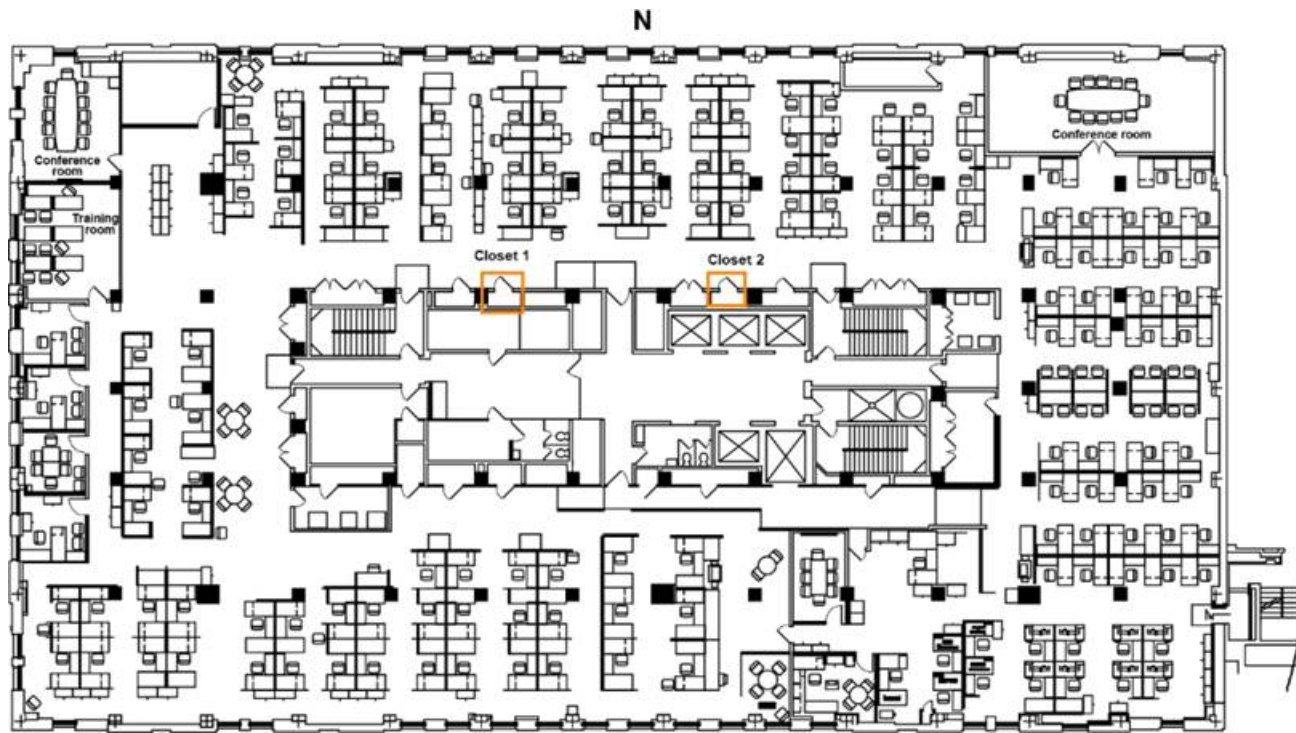 N
Conference
room
Conference room
Training
room
Closet 1
Closet 2